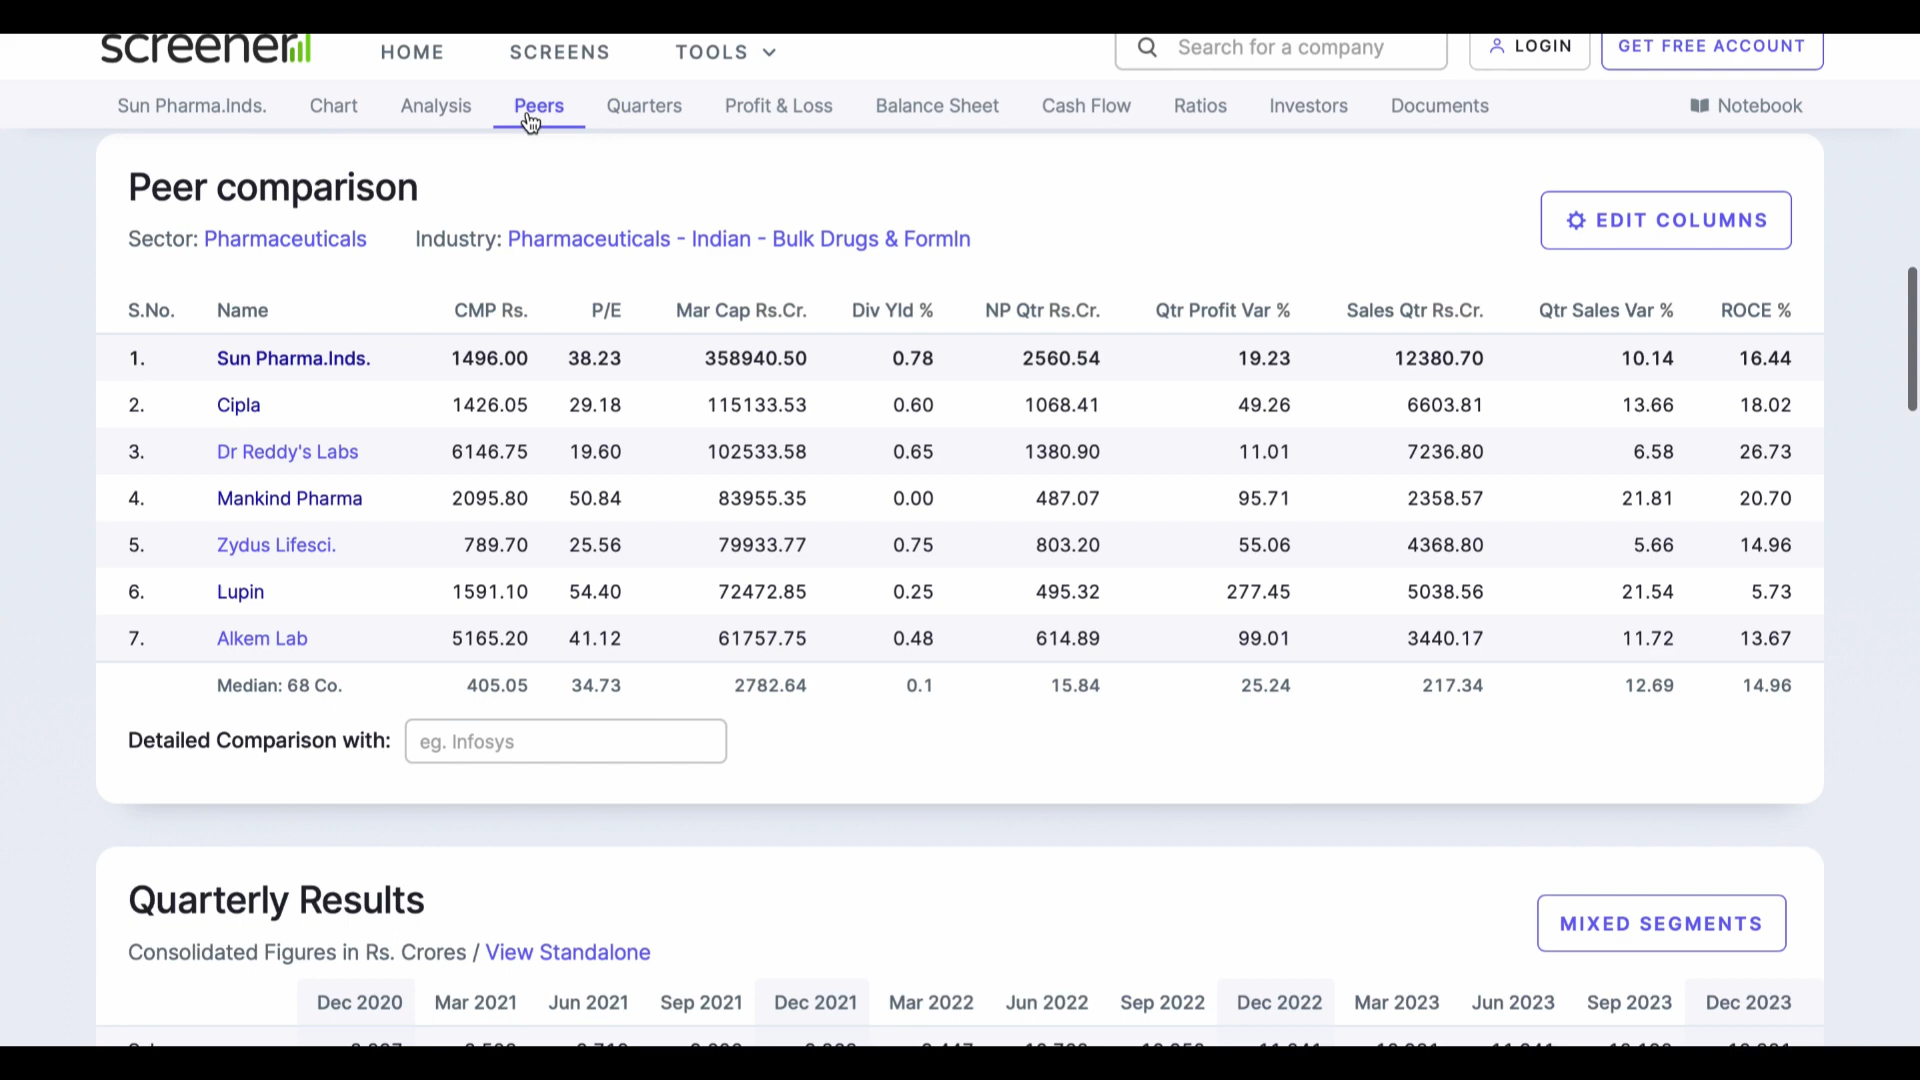 screener
HOME SCREENS TOOLS
Search for a company
LOGIN GET FREE ACCOUNT
Sun Pharma.Inds. Chart Analysis Peers Quarters Profit & Loss Balance Sheet Cash Flow Ratios Investors Documents Notebook
Peer comparison
EDIT COLUMNS
Sector: Pharmaceuticals Industry: Pharmaceuticals - Indian - Bulk Drugs & Formln
S.No. Name CMP Rs. P/E Mar Cap Rs.Cr. Div Yld % NP Qtr Rs.Cr. Qtr Profit Var % Sales Qtr Rs.Cr. Qtr Sales Var % ROCE %
1. Sun Pharma.Inds. 1496.00 38.23 358940.50 0.78 2560.54 19.23 12380.70 10.14 16.44
2. Cipla 1426.05 29.18 115133.53 0.60 1068.41 49.26 6603.81 13.66 18.02
3. Dr Reddy's Labs 6146.75 19.60 102533.58 0.65 1380.90 11.01 7236.80 6.58 26.73
4. Mankind Pharma 2095.80 50.84 83955.35 0.00 487.07 95.71 2358.57 21.81 20.70
5. Zydus Lifesci. 789.70 25.56 79933.77 0.75 803.20 55.06 4368.80 5.66 14.96
6. Lupin 1591.10 54.40 72472.85 0.25 495.32 277.45 5038.56 21.54 5.73
7. Alkem Lab 5165.20 41.12 61757.75 0.48 614.89 99.01 3440.17 11.72 13.67
Median: 68 Co. 405.05 34.73 2782.64 0.1 15.84 25.24 217.34 12.69 14.96
Detailed Comparison with: eg. Infosys
Quarterly Results
MIXED SEGMENTS
Consolidated Figures in Rs. Crores / View Standalone
Dec 2020 Mar 2021 Jun 2021 Sep 2021 Dec 2021 Mar 2022 Jun 2022 Sep 2022 Dec 2022 Mar 2023 Jun 2023 Sep 2023 Dec 2023